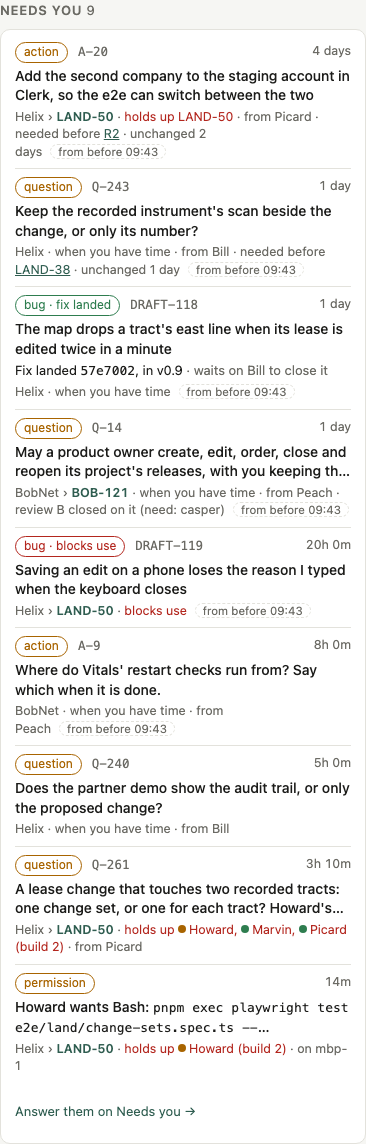 NEEDS YOU 9
action A-20 4 days
Add the second company to the staging account in
Clerk, so the e2e can switch between the two
Helix › LAND-50 · holds up LAND-50 · from Picard ·
needed before R2 · unchanged 2
days from before 09:43
question Q-243 1 day
Keep the recorded instrument's scan beside the
change, or only its number?
Helix · when you have time · from Bill · needed before
LAND-38 · unchanged 1 day from before 09:43
bug · fix landed DRAFT-118 1 day
The map drops a tract's east line when its lease is
edited twice in a minute
Fix landed 57e7002, in v0.9 · waits on Bill to close it
Helix · when you have time from before 09:43
question Q-14 1 day
May a product owner create, edit, order, close and
reopen its project's releases, with you keeping th...
BobNet › BOB-121 · when you have time · from Peach ·
review B closed on it (need: casper) from before 09:43
bug · blocks use DRAFT-119 20h 0m
Saving an edit on a phone loses the reason I typed
when the keyboard closes
Helix › LAND-50 · blocks use from before 09:43
action A-9 8h 0m
Where do Vitals' restart checks run from? Say
which when it is done.
BobNet · when you have time · from
Peach from before 09:43
question Q-240 5h 0m
Does the partner demo show the audit trail, or only
the proposed change?
Helix · when you have time · from Bill
question Q-261 3h 10m
A lease change that touches two recorded tracts:
one change set, or one for each tract? Howard's...
Helix › LAND-50 · holds up Howard, Marvin, Picard
(build 2) · from Picard
permission 14m
Howard wants Bash: pnpm exec playwright test
e2e/land/change-sets.spec.ts --...
Helix › LAND-50 · holds up Howard (build 2) · on mbp-
1
Answer them on Needs you →